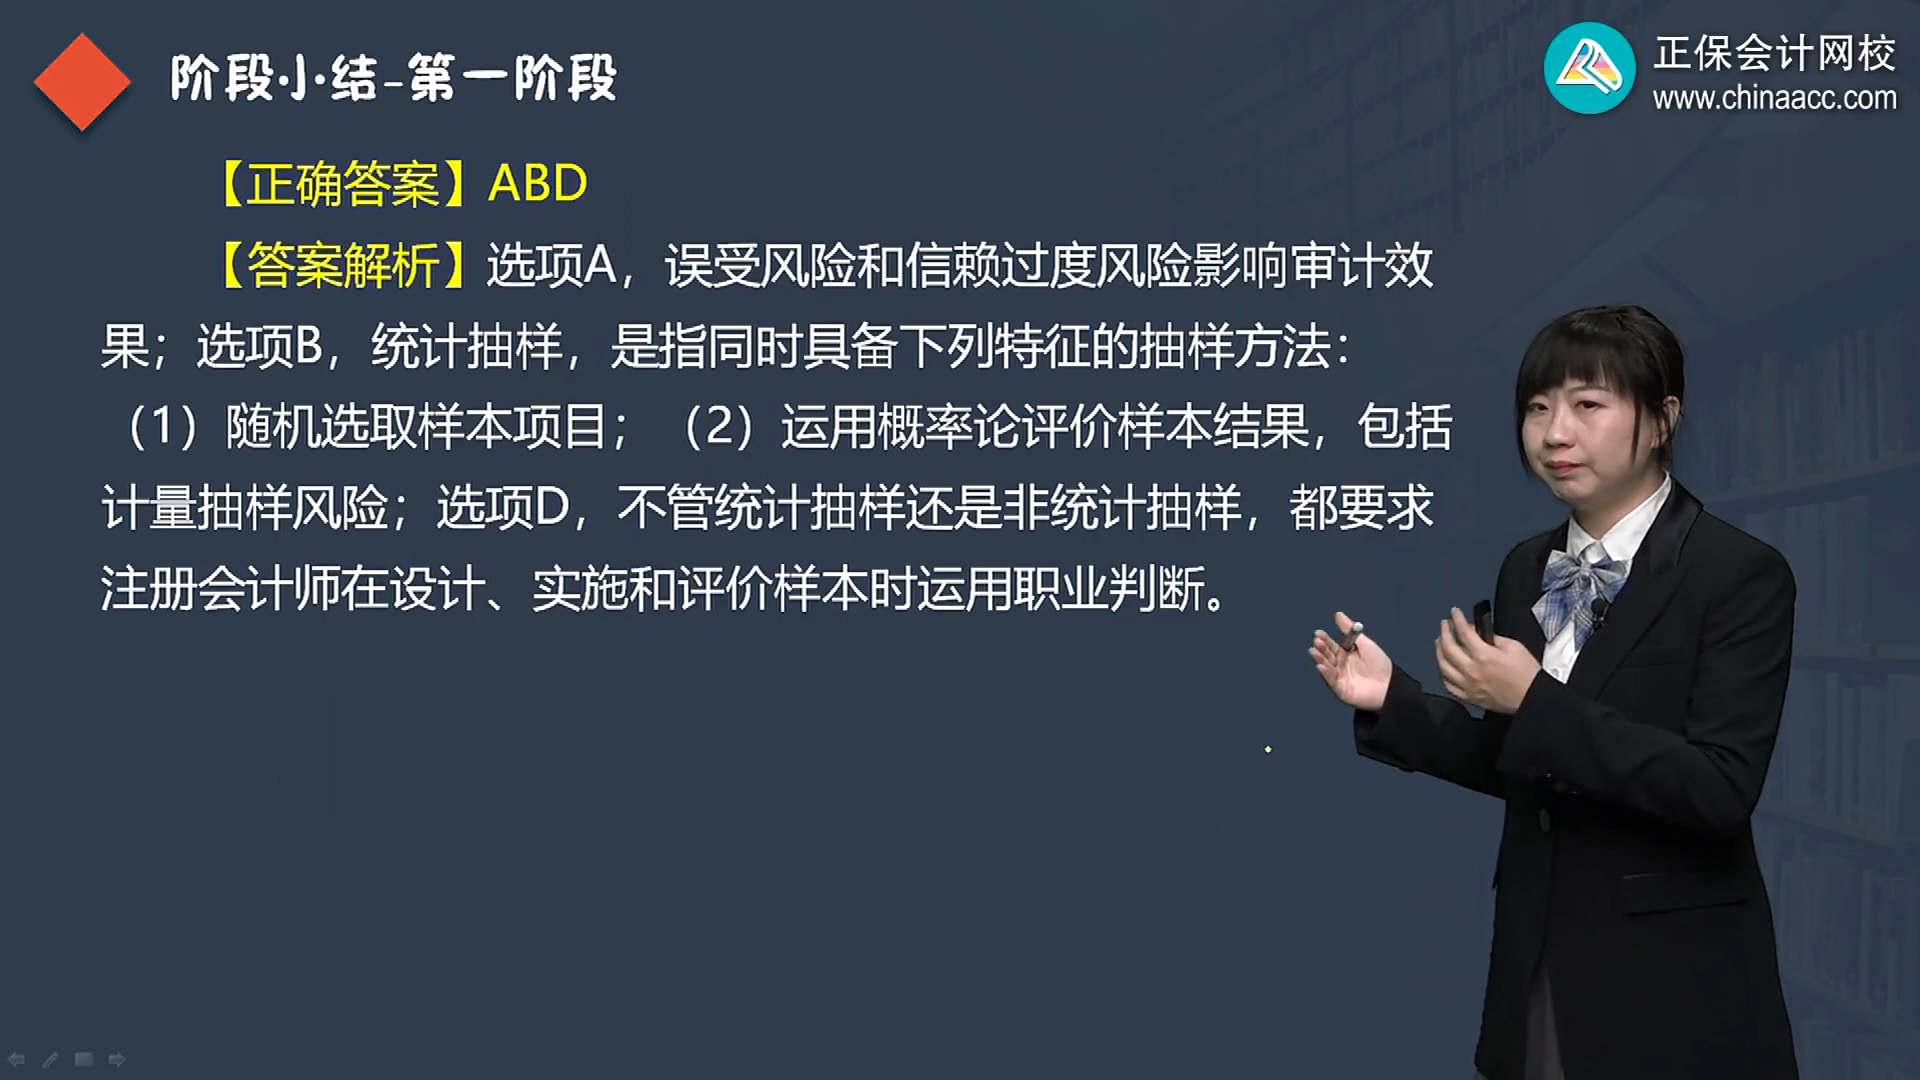 阶段小结-第一阶段
正保会计网校
www.chinaacc.com
【正确答案】ABD
【答案解析】选项A，误受风险和信赖过度风险影响审计效
果；选项B，统计抽样，是指同时具备下列特征的抽样方法：
（1）随机选取样本项目；（2）运用概率论评价样本结果，包括
计量抽样风险；选项D，不管统计抽样还是非统计抽样，都要求
注册会计师在设计、实施和评价样本时运用职业判断。